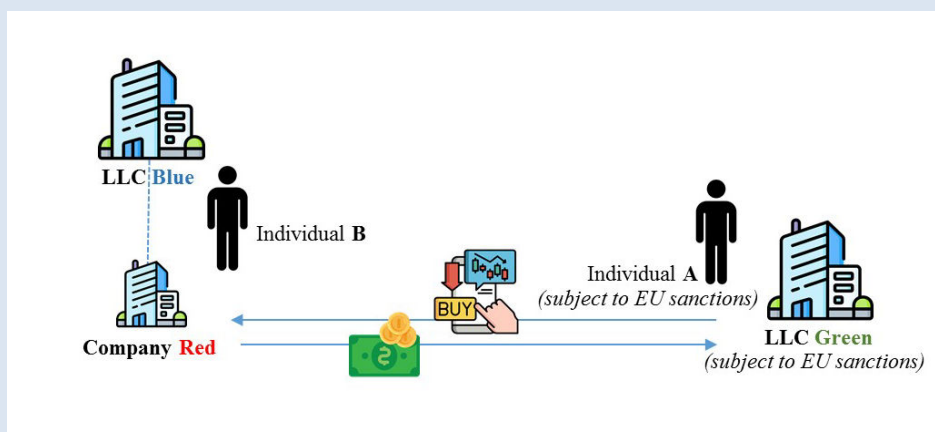 LLC Blue
Individual B
Company Red
BUY
Individual A
(subject to EU sanctions)
LLC Green
(subject to EU sanctions)